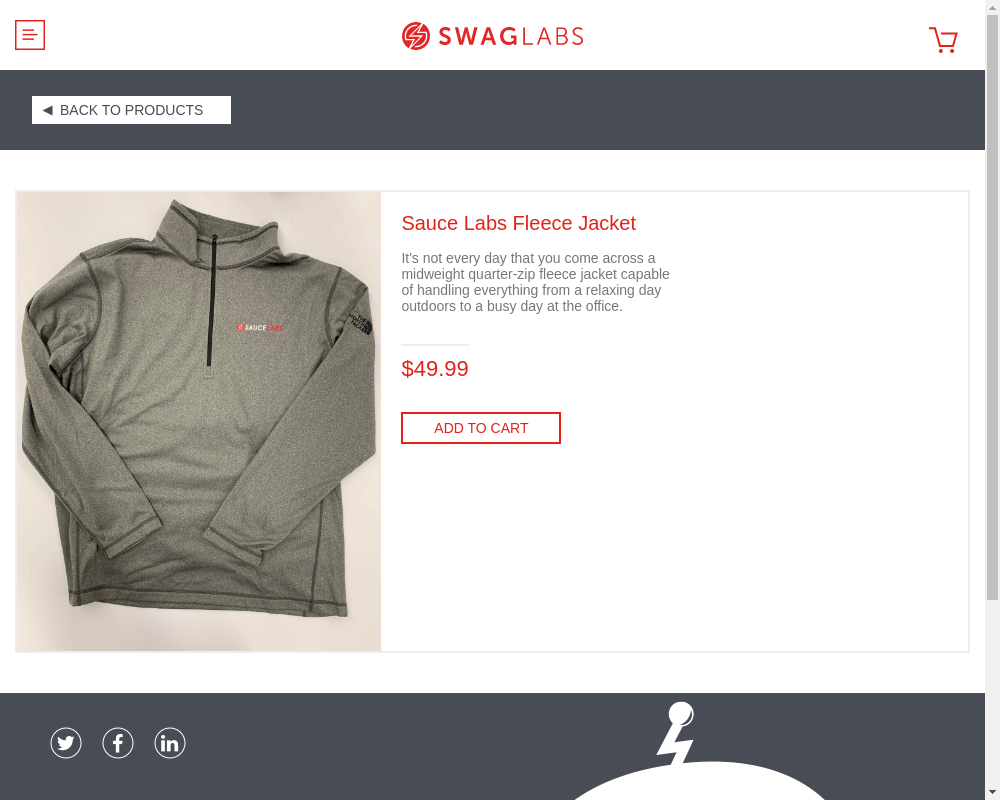 SWAGLABS
BACK TO PRODUCTS
Sauce Labs Fleece Jacket
It's not every day that you come across a
midweight quarter-zip fleece jacket capable
of handling everything from a relaxing day
outdoors to a busy day at the office.
SAUCELABS
$49.99
ADD TO CART